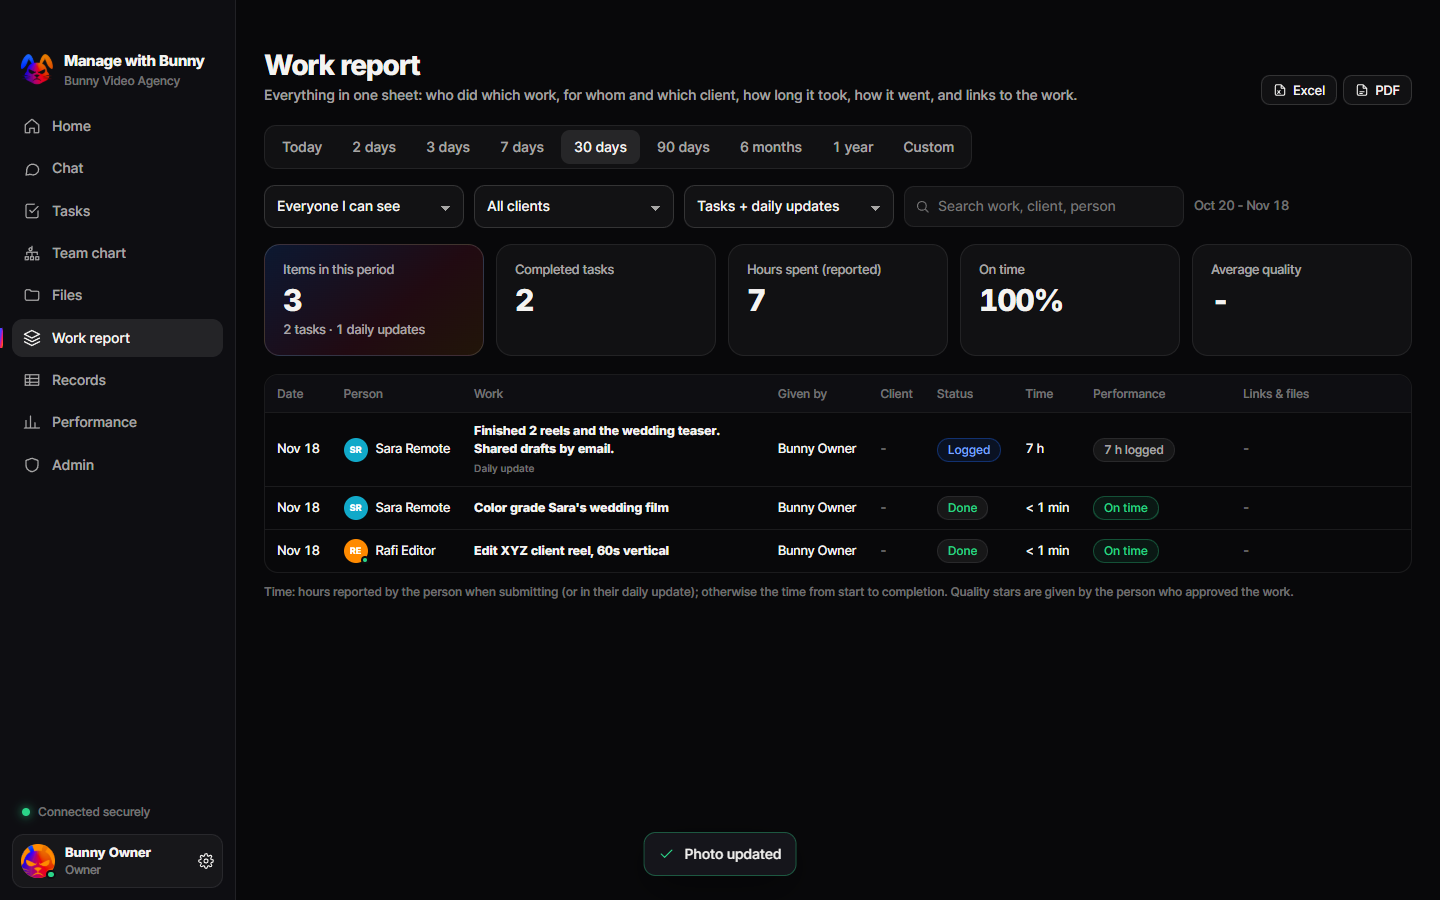 Manage with Bunny
Bunny Video Agency
Home
Chat
Tasks
Team chart
Files
Work report
Records
Performance
Admin
Connected securely
Bunny Owner
Owner
Work report
Everything in one sheet: who did which work, for whom and which client, how long it took, how it went, and links to the work.
Excel
PDF
Today 2 days 3 days 7 days 30 days 90 days 6 months 1 year Custom
Everyone I can see All clients Tasks + daily updates Search work, client, person Oct 20 - Nov 18
Items in this period
3
2 tasks · 1 daily updates
Completed tasks
2
Hours spent (reported)
7
On time
100%
Average quality
-
Date Person Work Given by Client Status Time Performance Links & files
Nov 18 SR Sara Remote Finished 2 reels and the wedding teaser.
Shared drafts by email.
Daily update
Bunny Owner - Logged 7 h 7 h logged -
Nov 18 SR Sara Remote Color grade Sara's wedding film Bunny Owner - Done < 1 min On time -
Nov 18 RE Rafi Editor Edit XYZ client reel, 60s vertical Bunny Owner - Done < 1 min On time -
Time: hours reported by the person when submitting (or in their daily update); otherwise the time from start to completion. Quality stars are given by the person who approved the work.
Photo updated